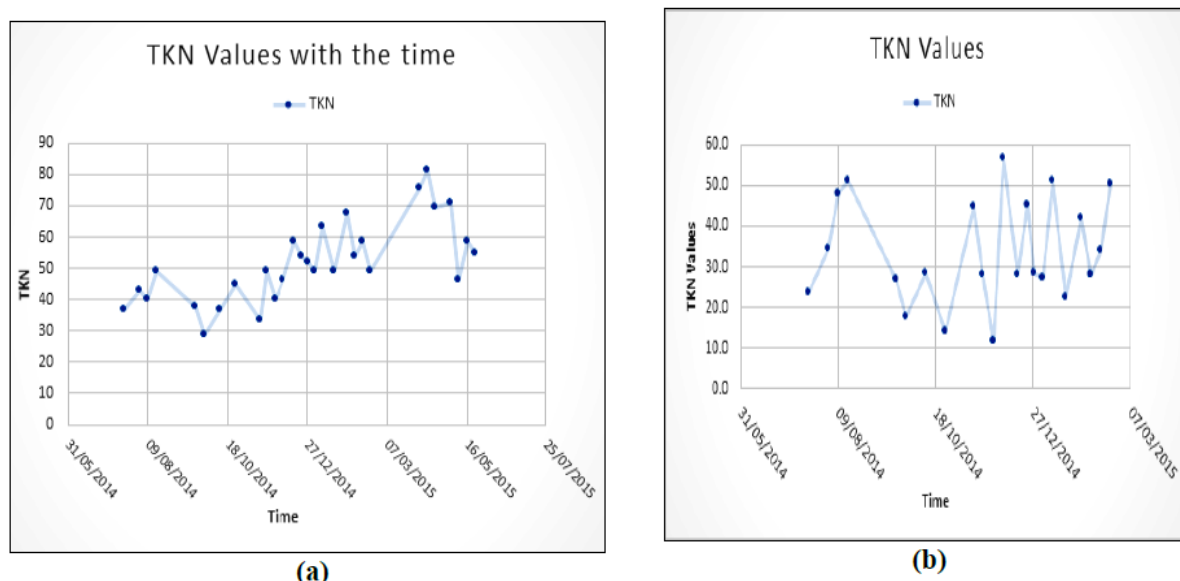 TKN Values with the time
TKN
90
80
70
60
50
40
30
20
10
0
TKN
31/05/2014
09/08/2014
18/10/2014
27/12/2014
07/03/2015
16/05/2015
25/07/2015
Time
(a)
TKN Values
TKN
60.0
50.0
40.0
30.0
20.0
10.0
0.0
TKN Values
31/05/2014
09/08/2014
18/10/2014
27/12/2014
07/03/2015
Time
(b)